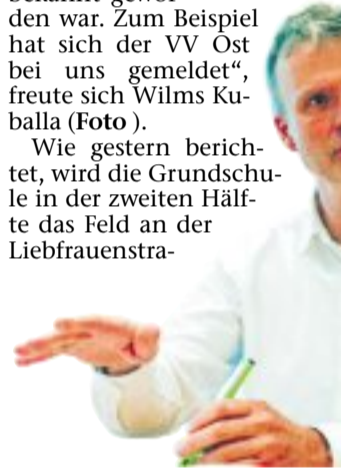 den war. Zum Beispiel
hat sich der VV Ost
bei uns gemeldet“,
freute sich Wilms Ku-
balla (Foto ).
Wie gestern berich-
tet, wird die Grundschu-
le in der zweiten Hälf-
te das Feld an der
Liebfrauenstra-